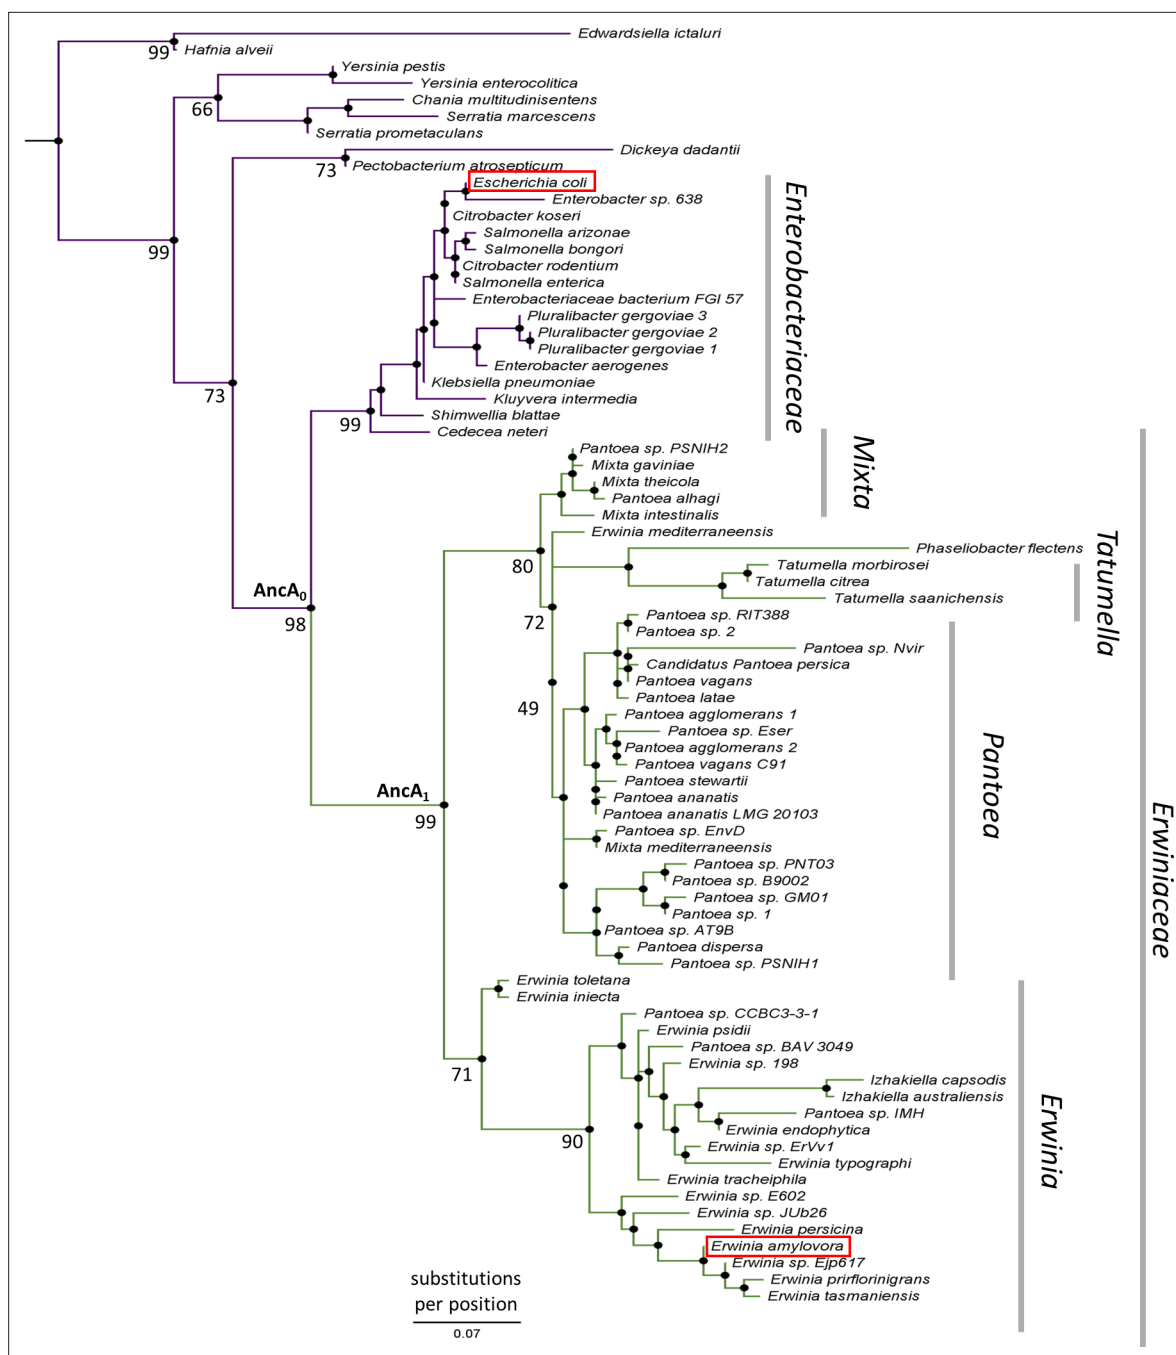 Edwardsiella ictaluri
99
Hafnia alveii
Yersinia pestis
Yersinia enterocolitica
Chania multitudinisentens
66
Serratia marcescens
Serratia prometaculans
Dickeya dadantii
73
Pectobacterium atrosepticum
Escherichia coli
Enterobacter sp. 638
Citrobacter koseri
Salmonella arizonae
Salmonella bongori
99
Citrobacter rodentium
Salmonella enterica
Enterobacteriaceae bacterium FGI 57
Pluralibacter gergoviae 3
Pluralibacter gergoviae 2
Pluralibacter gergoviae 1
Enterobacter aerogenes
Klebsiella pneumoniae
73
Kluyvera intermedia
Shimwellia blattae
99
Cedecea neteri
Enterobacteriaceae
Pantoea sp. PSNIH2
Mixta gaviniae
Mixta theicola
Pantoea alhagi
Mixta intestinalis
Mixta
Erwinia mediterraneensis
Phaseliobacter flectens
80
Tatumella morbirosei
Tatumella citrea
AncA0
Tatumella saanichensis
Tatumella
98
72
Pantoea sp. RIT388
Pantoea sp. 2
Pantoea sp. Nvir
Candidatus Pantoea persica
Pantoea vagans
Pantoea latae
49
Pantoea agglomerans 1
Pantoea sp. Eser
Pantoea agglomerans 2
Pantoea vagans C91
Pantoea stewartii
AncA1
Pantoea ananatis
Pantoea ananatis LMG 20103
99
Pantoea sp. EnvD
Mixta mediterraneensis
Pantoea sp. PNT03
Pantoea sp. B9002
Pantoea sp. GM01
Pantoea sp. 1
Pantoea sp. AT9B
Pantoea dispersa
Pantoea sp. PSNIH1
Pantoea
Erwiniaceae
Erwinia toletana
Erwinia iniecta
Pantoea sp. CCBC3-3-1
Erwinia psidii
Pantoea sp. BAV 3049
Erwinia sp. 198
71
Izhakiella capsodis
Izhakiella australiensis
Pantoea sp. IMH
Erwinia endophytica
90
Erwinia sp. ErVv1
Erwinia typographi
Erwinia tracheiphila
Erwinia
Erwinia sp. E602
Erwinia sp. JUb26
Erwinia persicina
Erwinia amylovora
Erwinia sp. Ejp617
Erwinia prirflorinigrans
Erwinia tasmaniensis
substitutions
per position
0.07